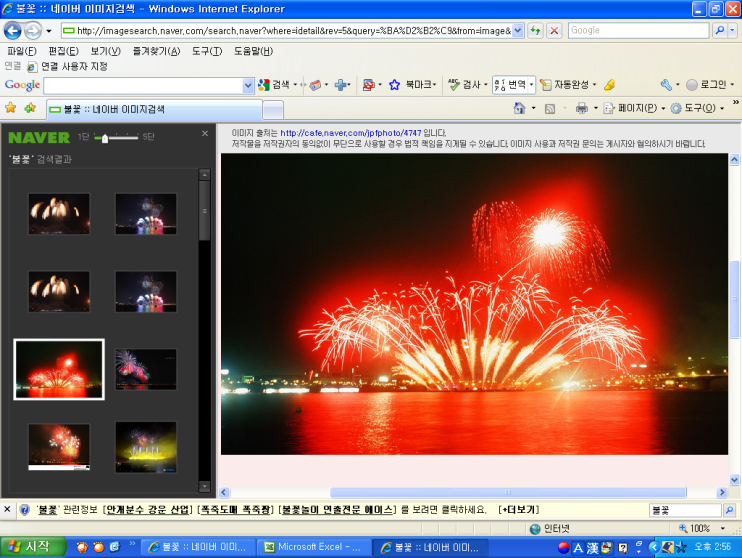 불꽃 :: 네이버 이미지검색 - Windows Internet Explorer
http://imagesearch.naver.com/search.naver?where=idetail&rev=5&query=%BA%D2%B2%C9&from=image&
Google
파일(F) 편집(E) 보기(V) 즐겨찾기(A) 도구(T) 도움말(H)
연결 연결 사용자 지정
Google 검색 북마크 검사 번역 자동완성 로그인
불꽃 :: 네이버 이미지검색 페이지(P) 도구(O)
NAVER 1단 5단
'불꽃' 검색결과
이미지 출처는 http://cafe.naver.com/jpfphoto/4747 입니다.
저작물을 저작권자의 동의없이 무단으로 사용할 경우 법적 책임을 지게될 수 있습니다. 이미지 사용과 저작권 문의는 게시자와 협의하시기 바랍니다.
'불꽃' 관련정보 [안개분수 강운 산업] [폭죽도매 폭죽짱] [불꽃놀이 연출전문 에이스] 를 보려면 클릭하세요. [+더보기] 불꽃
인터넷 100%
시작 불꽃 :: 네이버 이미... Microsoft Excel - ... 불꽃 :: 네이버 이미... A 漢 오후 2:56